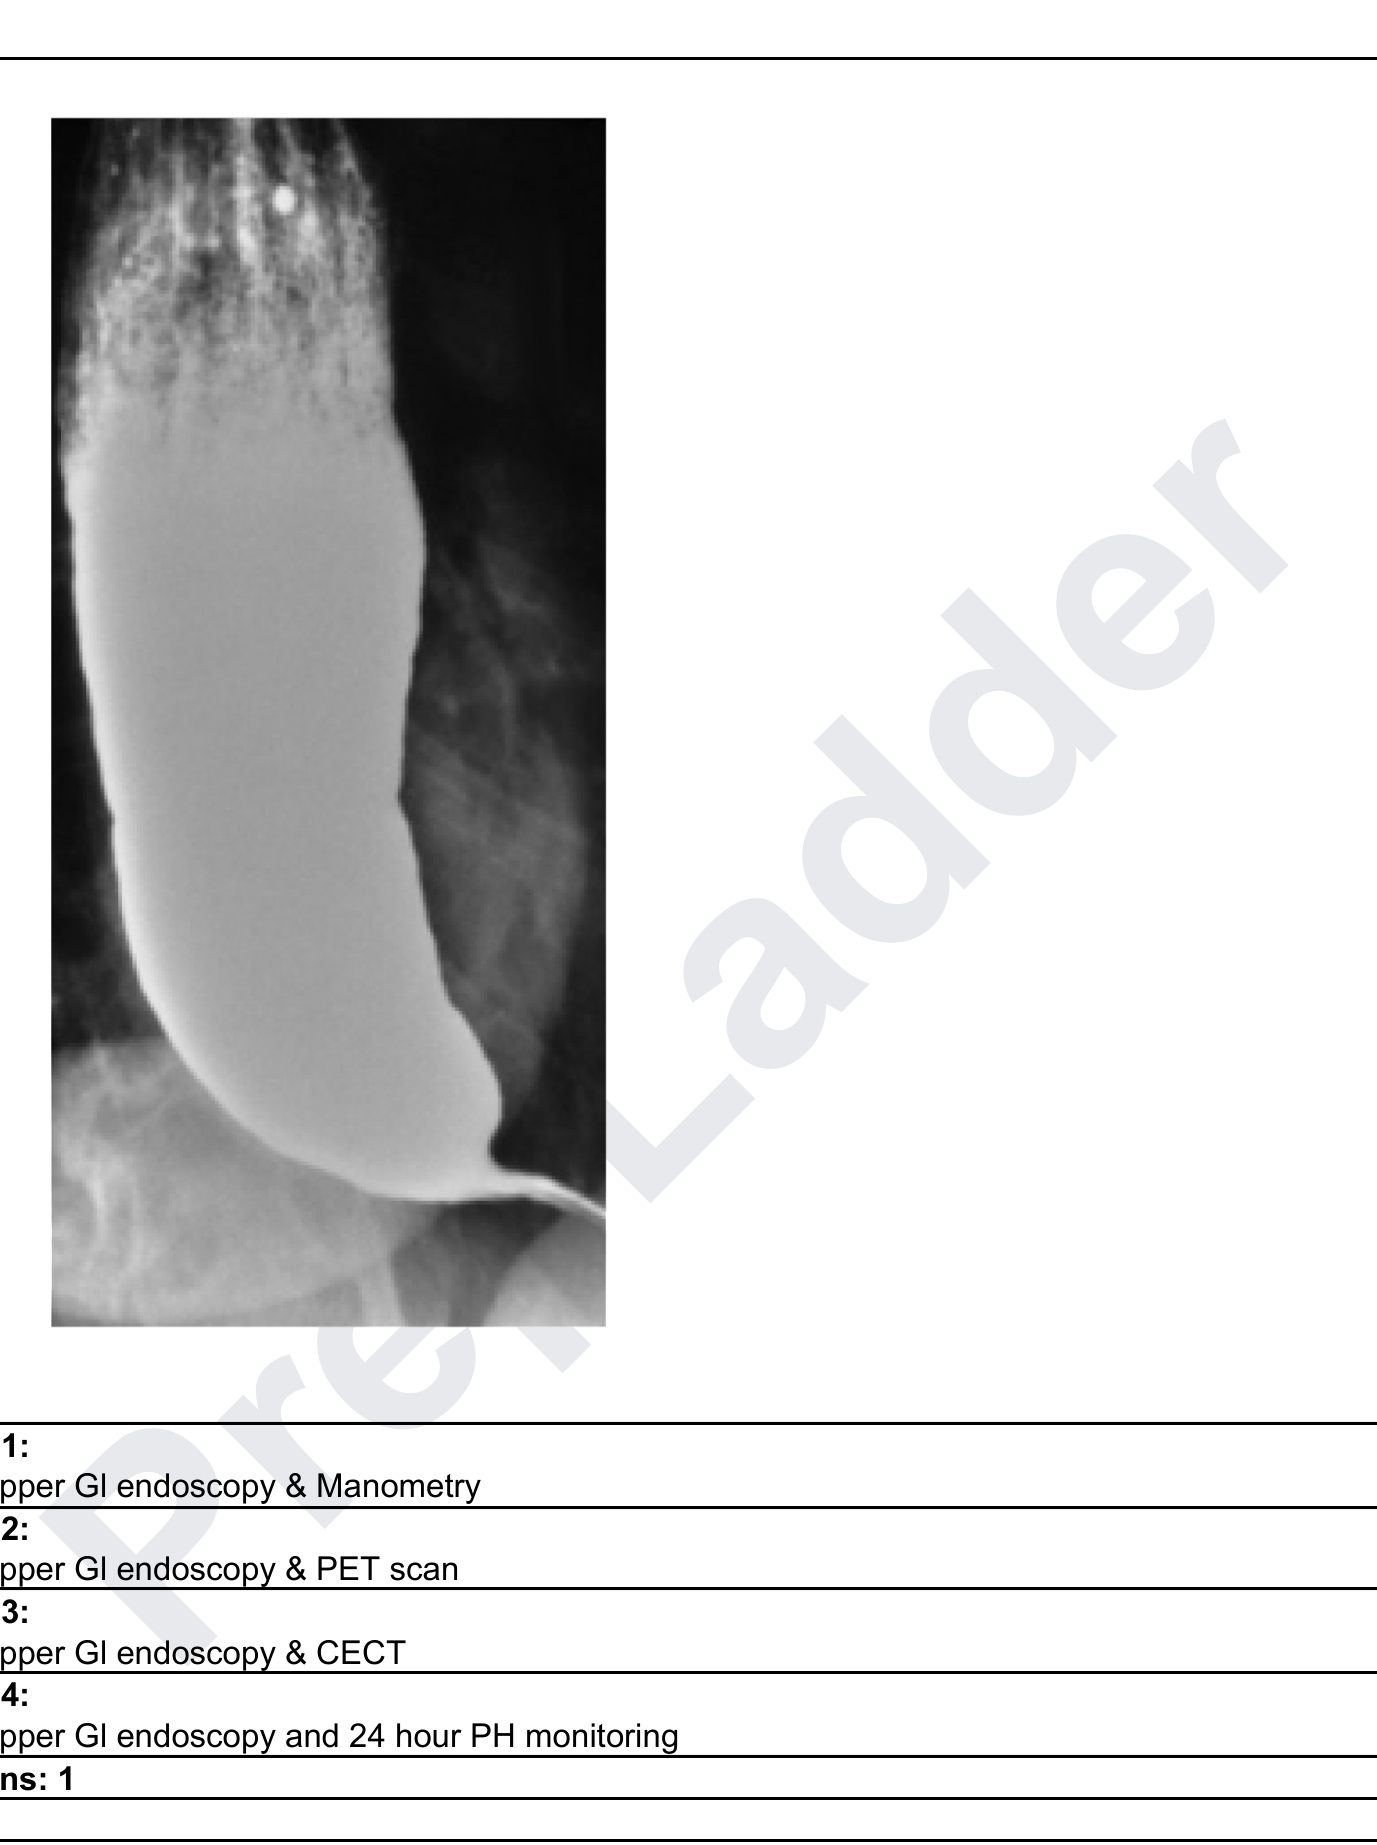 1:
pper GI endoscopy & Manometry
2:
pper GI endoscopy & PET scan
3:
pper GI endoscopy & CECT
4:
pper GI endoscopy and 24 hour PH monitoring
ns: 1
PrepLadder